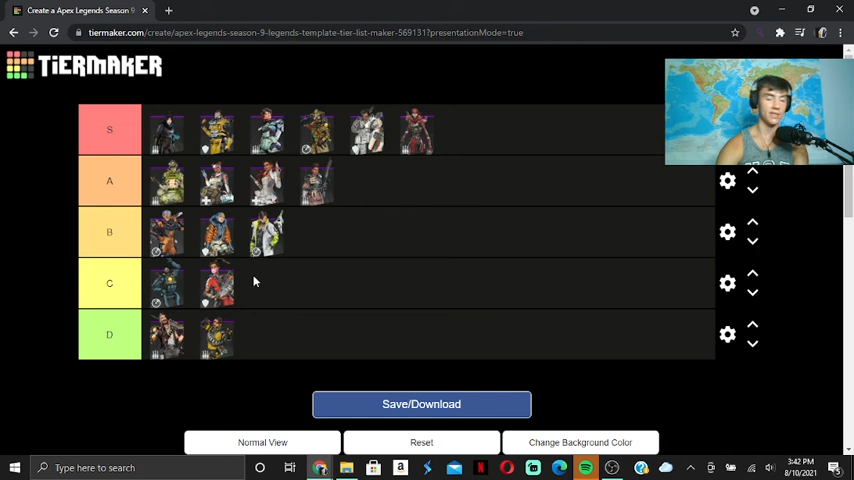 Create a Apex Legends Season 9
tiermaker.com/create/apex-legends-season-9-legends-template-tier-list-maker-569131?presentationMode=true
TIERMAKER
S
A
B
C
D
Save/Download
Normal View
Reset
Change Background Color
Type here to search
3:42 PM
8/10/2021